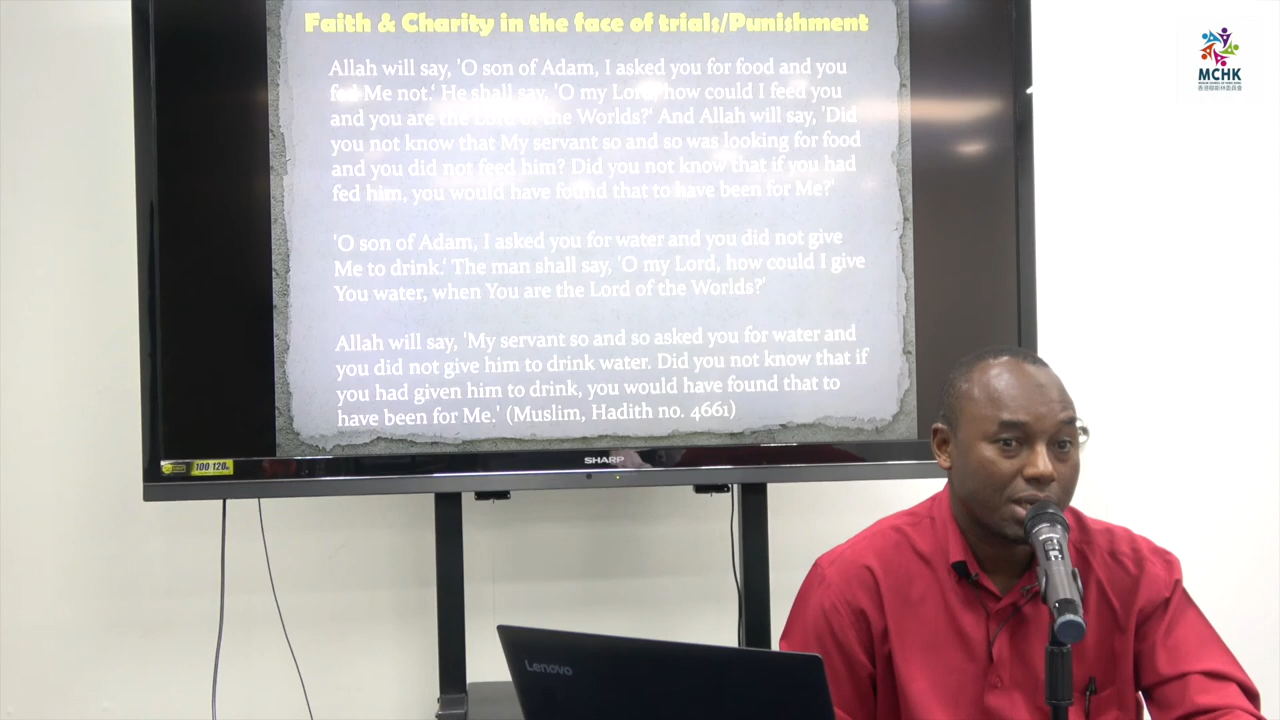 Faith & Charity in the face of trials/Punishment
Allah will say, 'O son of Adam, I asked you for food and you
fed Me not.' He shall say, 'O my Lord, how could I feed you
and you are the Lord of the Worlds?' And Allah will say, 'Did
you not know that My servant so and so was looking for food
and you did not feed him? Did you not know that if you had
fed him, you would have found that to have been for Me?'
'O son of Adam, I asked you for water and you did not give
Me to drink.' The man shall say, 'O my Lord, how could I give
You water, when You are the Lord of the Worlds?'
Allah will say, 'My servant so and so asked you for water and
you did not give him to drink water. Did you not know that if
you had given him to drink, you would have found that to
have been for Me.' (Muslim, Hadith no. 4661)
MCHK
SHARP
100-120
Lenovo